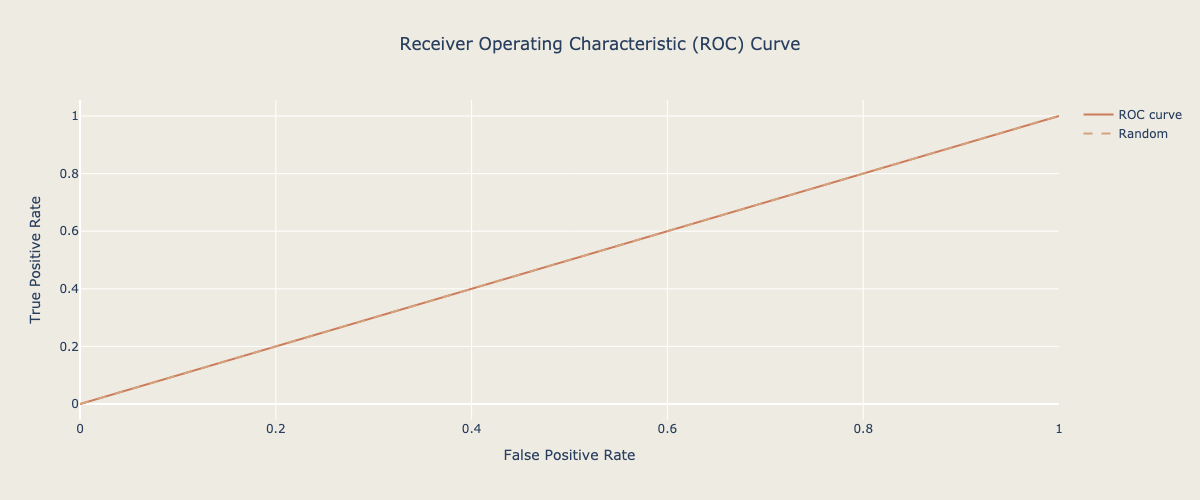 Receiver Operating Characteristic (ROC) Curve
ROC curve
Random
True Positive Rate
1
0.8
0.6
0.4
0.2
0
0 0.2 0.4 0.6 0.8 1
False Positive Rate